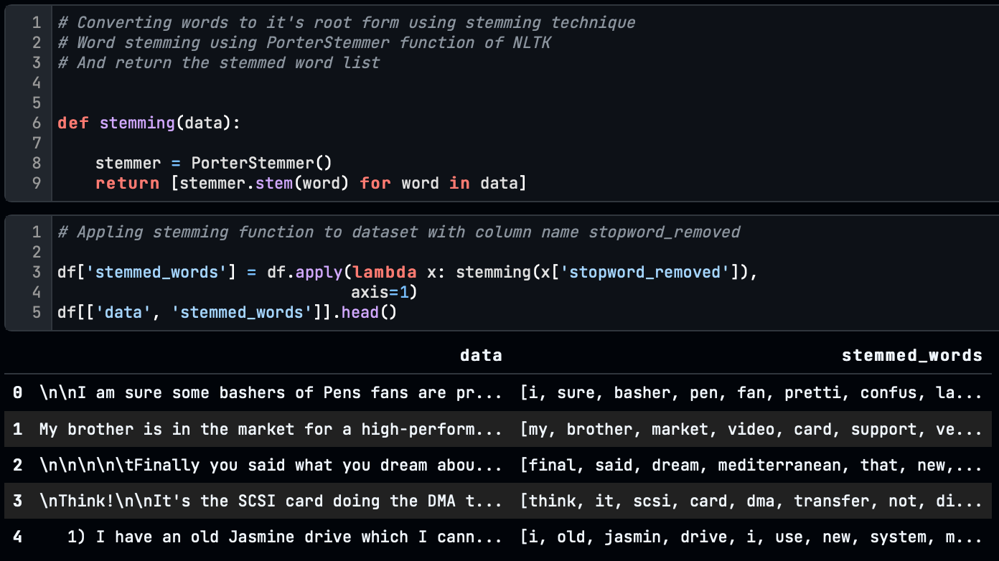 1 # Converting words to it's root form using stemming technique
2 # Word stemming using PorterStemmer function of NLTK
3 # And return the stemmed word list
4
5
6 def stemming(data):
7
8     stemmer = PorterStemmer()
9     return [stemmer.stem(word) for word in data]
1 # Appling stemming function to dataset with column name stopword_removed
2
3 df['stemmed_words'] = df.apply(lambda x: stemming(x['stopword_removed']),
4                                axis=1)
5 df[['data', 'stemmed_words']].head()
data stemmed_words
0 \n\nI am sure some bashers of Pens fans are pr... [i, sure, basher, pen, fan, pretti, confus, la...
1 My brother is in the market for a high-perform... [my, brother, market, video, card, support, ve...
2 \n\n\n\n\tFinally you said what you dream abou... [final, said, dream, mediterranean, that, new,...
3 \nThink!\n\nIt's the SCSI card doing the DMA t... [think, it, scsi, card, dma, transfer, not, di...
4 1) I have an old Jasmine drive which I cann... [i, old, jasmin, drive, i, use, new, system, m...